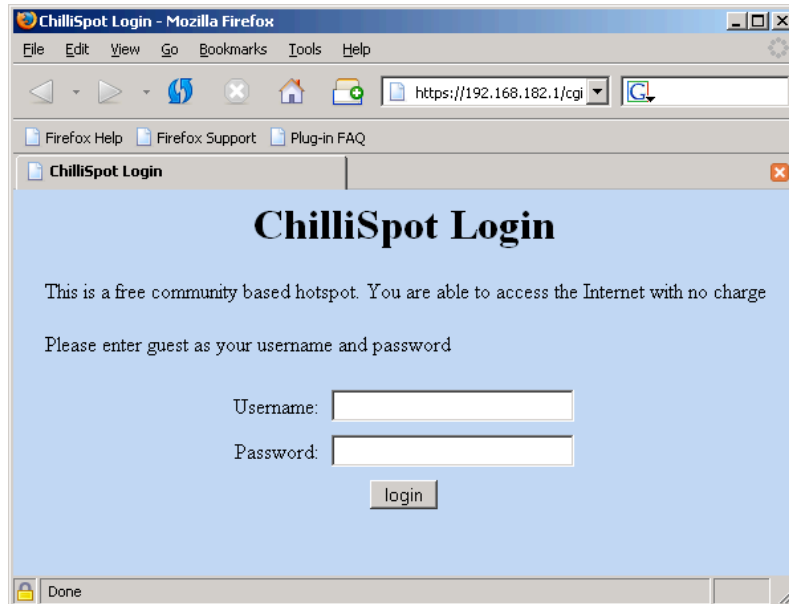 ChilliSpot Login - Mozilla Firefox
File Edit View Go Bookmarks Tools Help
https://192.168.182.1/cgi
G
Firefox Help Firefox Support Plug-in FAQ
ChilliSpot Login
ChilliSpot Login
This is a free community based hotspot. You are able to access the Internet with no charge
Please enter guest as your username and password
Username:
Password:
login
Done